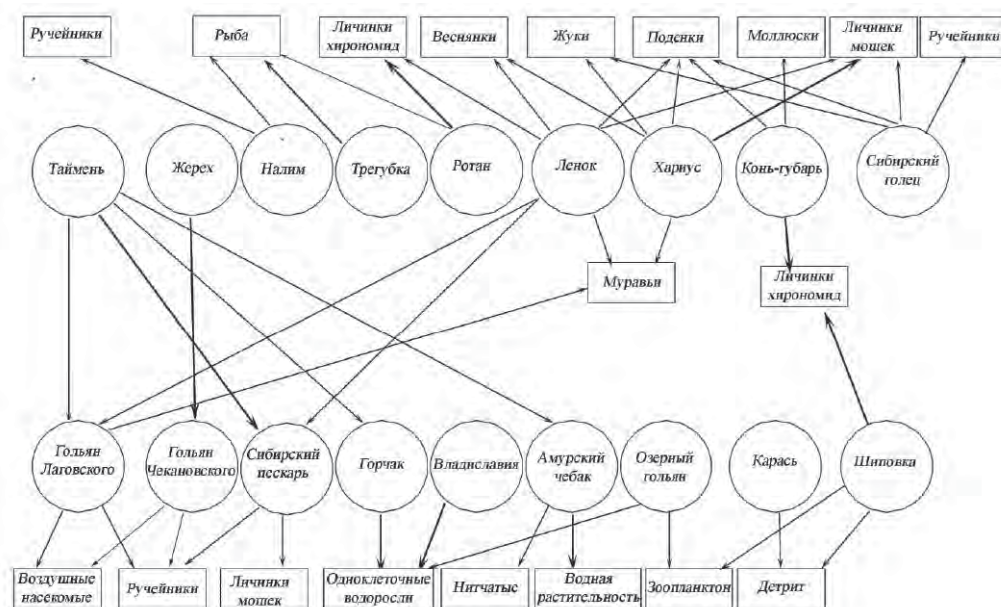 Ручейники
Рыба
Личинки
хирономид
Веснянки
Жуки
Поденки
Моллюски
Личинки
мошек
Ручейники
Таймень
Жерех
Налим
Трегубка
Ротан
Ленок
Хариус
Конь-губарь
Сибирский
голец
Муравьи
Личинки
хирономид
Гольян
Лаговского
Гольян
Чекановского
Сибирский
пескарь
Горчак
Владиславия
Амурский
чебак
Озерный
гольян
Карась
Шиповка
Воздушные
насекомые
Ручейники
Личинки
мошек
Одноклеточные
водоросли
Нитчатые
Водная
растительность
Зоопланктон
Детрит